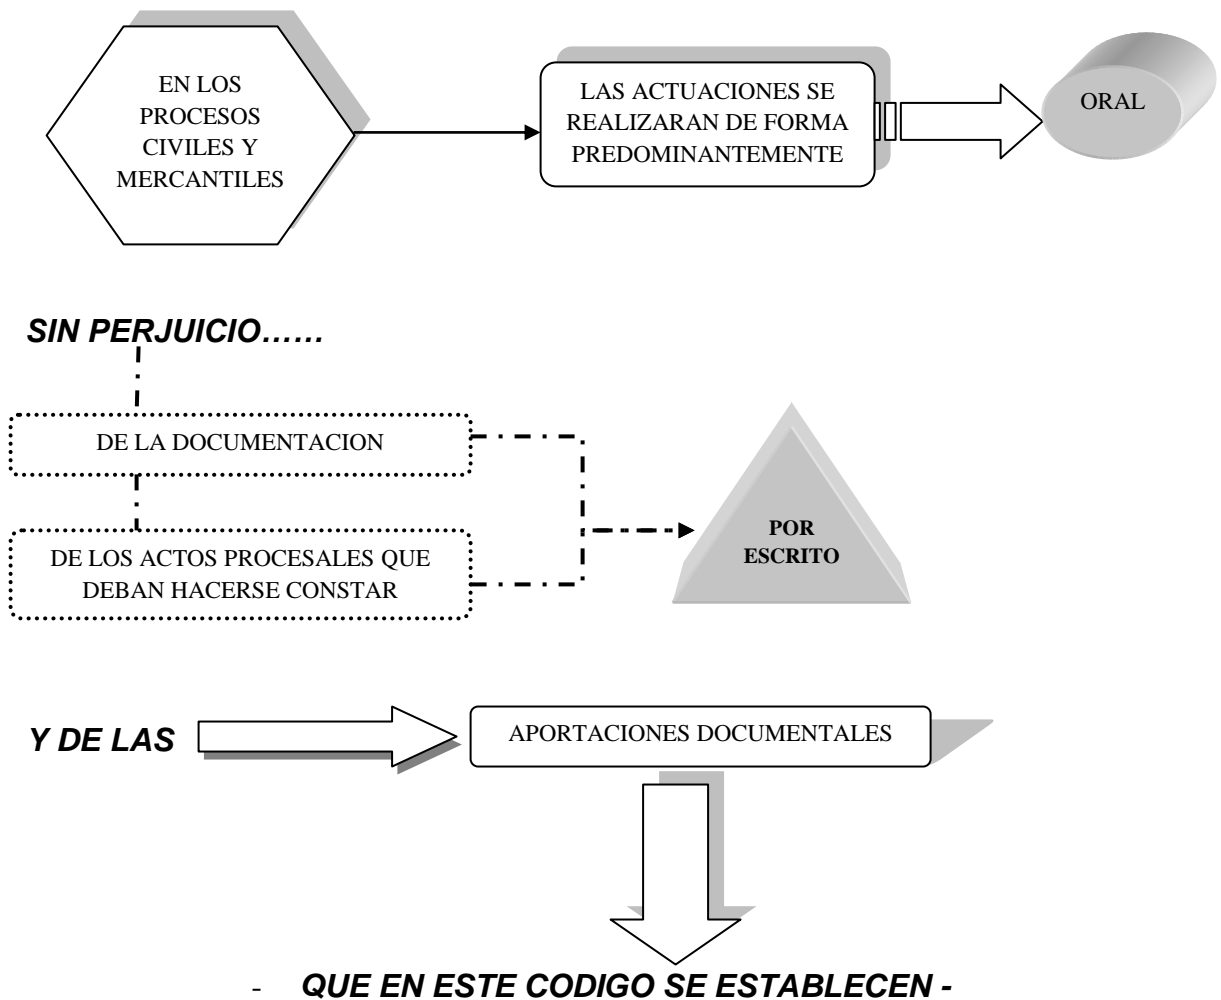 EN LOS
PROCESOS
CIVILES Y
MERCANTILES
LAS ACTUACIONES SE
REALIZARAN DE FORMA
PREDOMINANTEMENTE
ORAL
SIN PERJUICIO……
DE LA DOCUMENTACION
DE LOS ACTOS PROCESALES QUE
DEBAN HACERSE CONSTAR
POR
ESCRITO
Y DE LAS
APORTACIONES DOCUMENTALES
- QUE EN ESTE CODIGO SE ESTABLECEN -